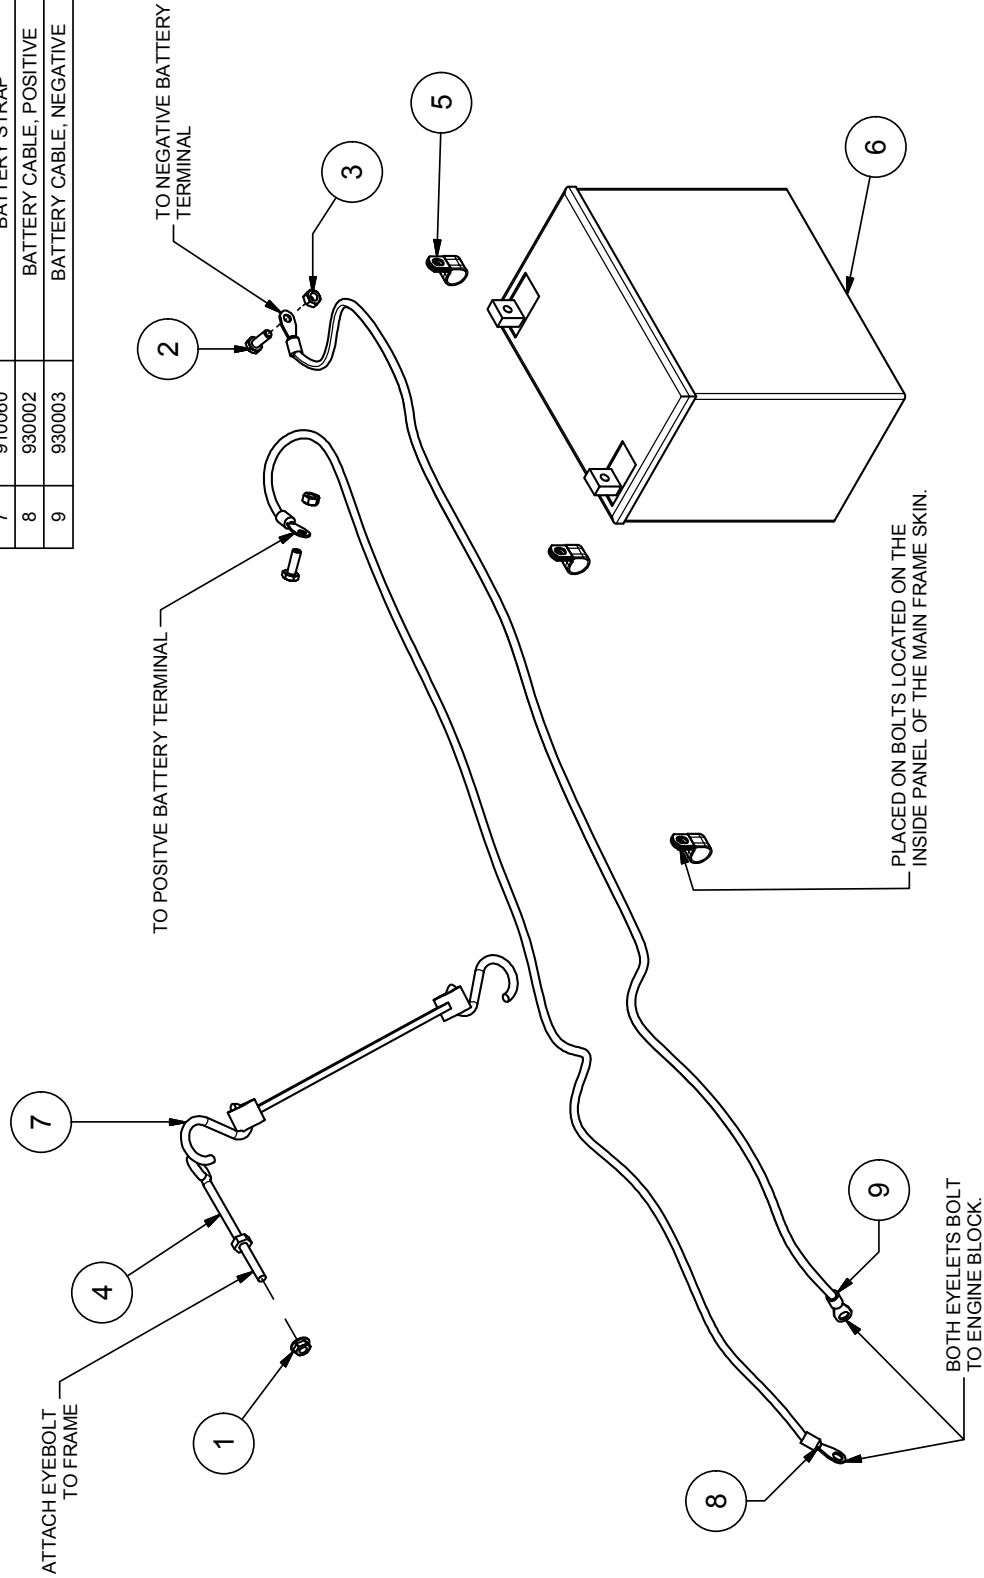 BATTERY STRAP
8 930002 BATTERY CABLE, POSITIVE
9 930003 BATTERY CABLE, NEGATIVE
ATTACH EYEBOLT
TO FRAME
7
4
1
TO POSITVE BATTERY TERMINAL
TO NEGATIVE BATTERY
TERMINAL
2
3
5
6
8
9
PLACED ON BOLTS LOCATED ON THE
INSIDE PANEL OF THE MAIN FRAME SKIN.
BOTH EYELETS BOLT
TO ENGINE BLOCK.